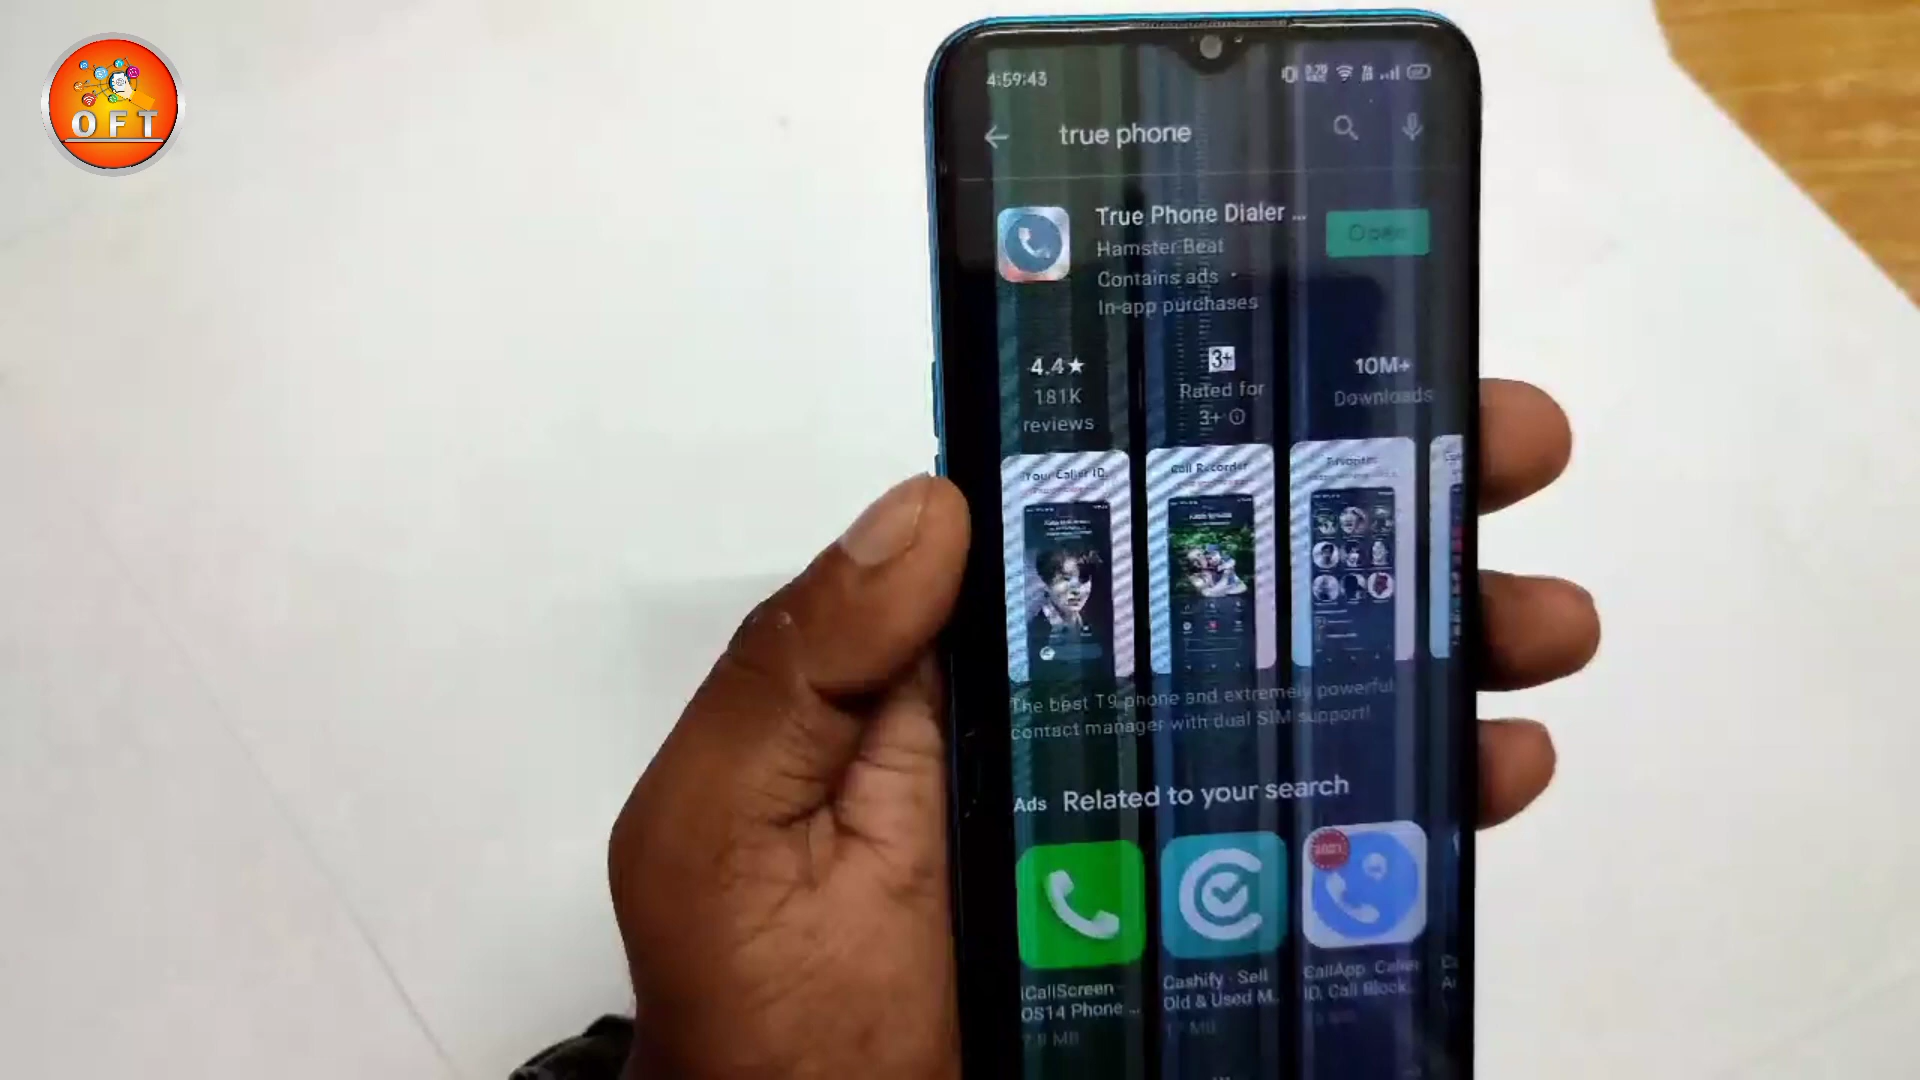 OFT
4:59:43
true phone
True Phone Dialer ...
Hamster Beat
Contains ads
In-app purchases
Open
4.4★
181K
reviews
3+
Rated for
3+
10M+
Downloads
Your Caller ID
Call Recorder
Favorites
The best T9 phone and extremely powerful
contact manager with dual SIM support!
Ads Related to your search
iCallScreen -
OS14 Phone ...
Cashify - Sell
Old & Used M..
CallApp: Caller
ID, Call Block..
2021